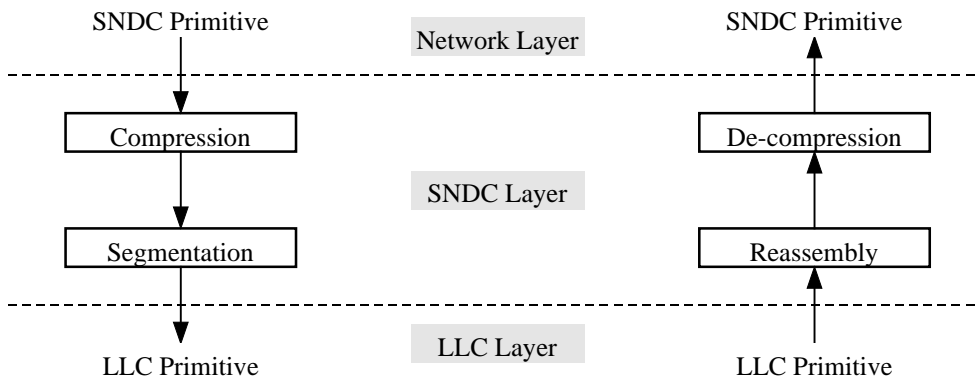 SNDC Primitive
Network Layer
SNDC Primitive
Compression
De-compression
SNDC Layer
Segmentation
Reassembly
LLC Layer
LLC Primitive
LLC Primitive